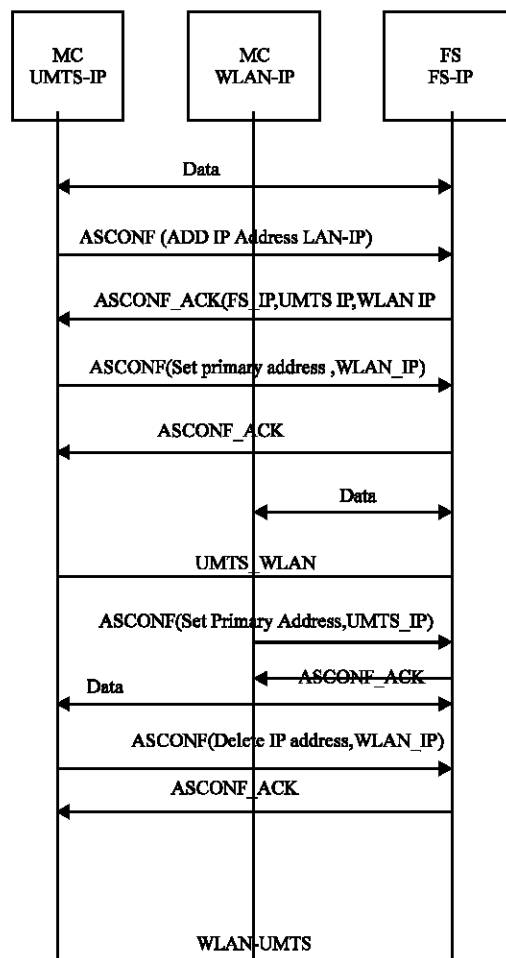 MC
UMTS-IP
MC
WLAN-IP
FS
FS-IP
Data
ASCONF (ADD IP Address LAN-IP)
ASCONF_ACK(FS_IP,UMTS IP,WLAN IP
ASCONF(Set primary address ,WLAN_IP)
ASCONF_ACK
Data
UMTS_WLAN
ASCONF(Set Primary Address,UMTS_IP)
ASCONF_ACK
Data
ASCONF(Delete IP address,WLAN_IP)
ASCONF_ACK
WLAN-UMTS